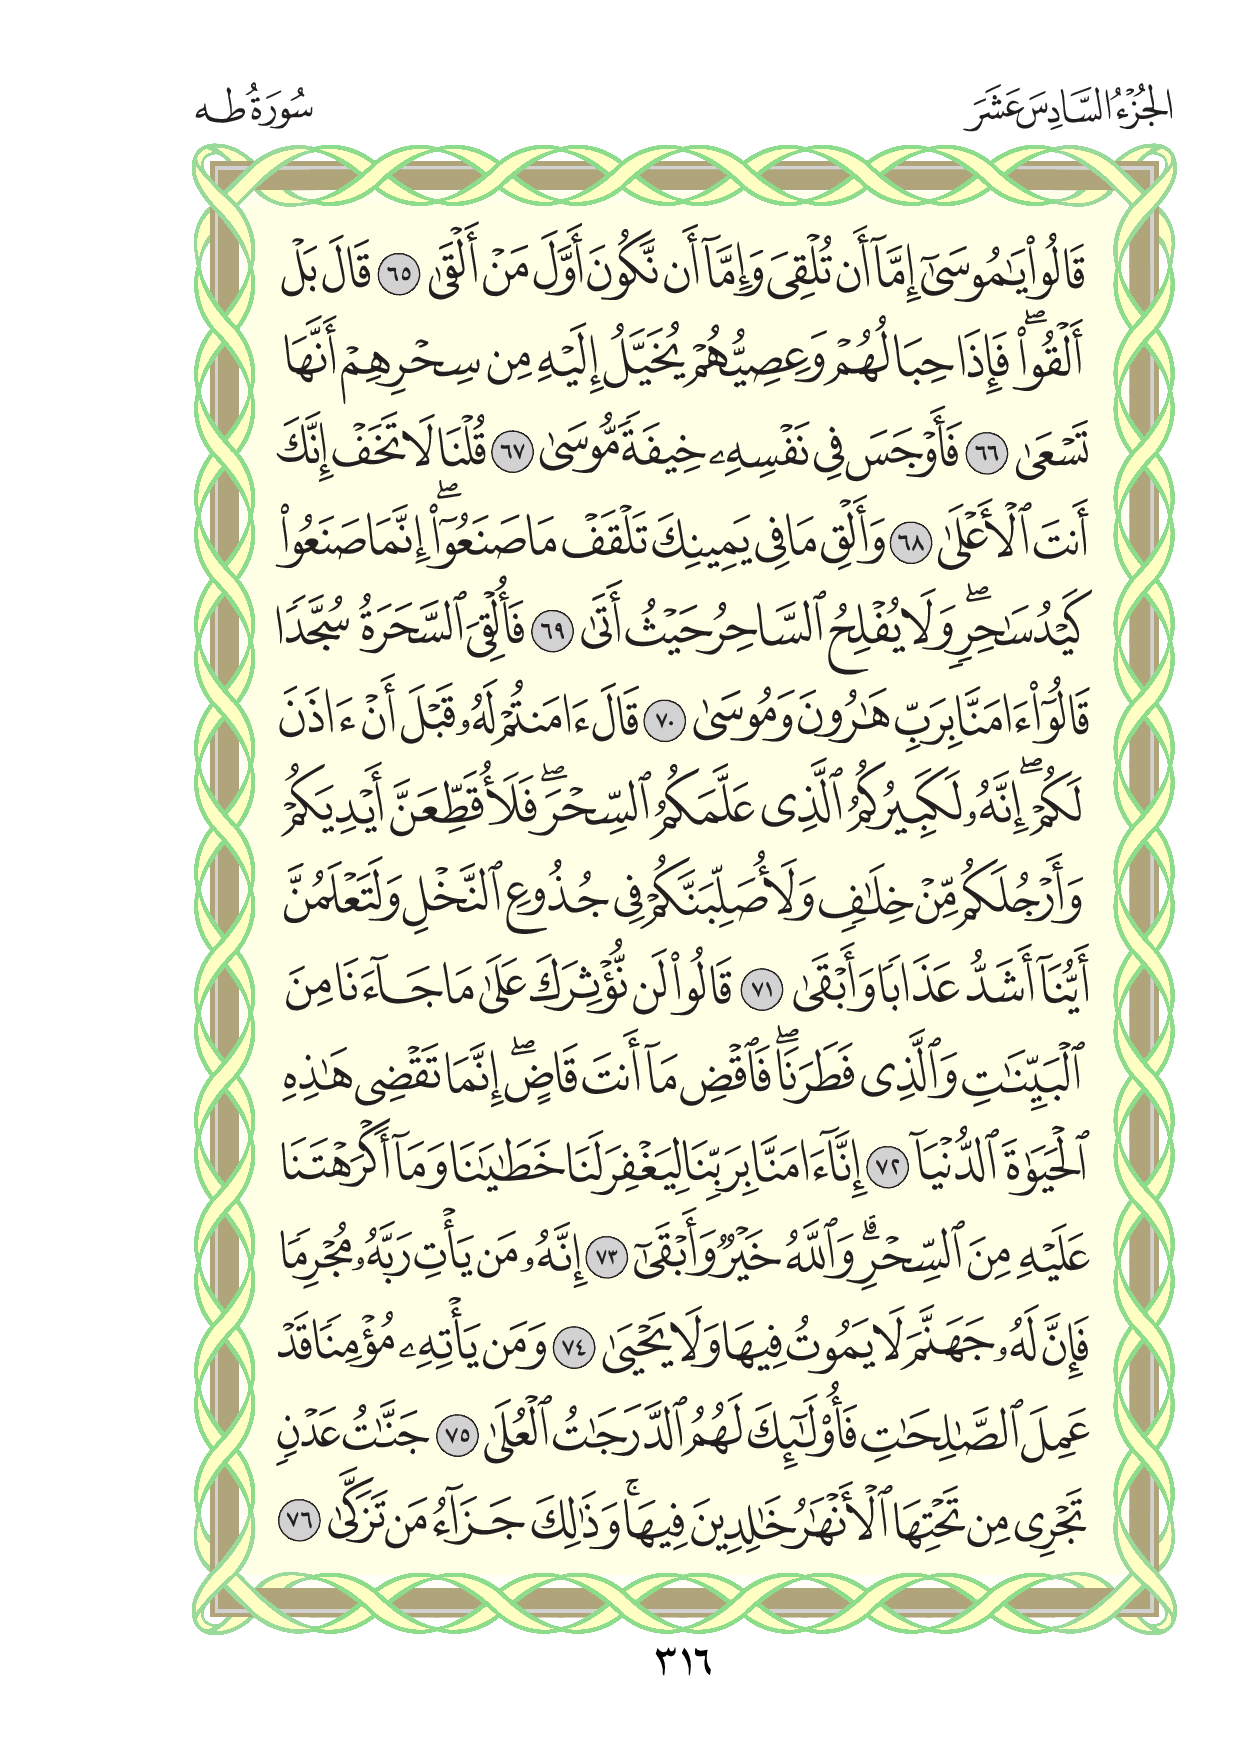 الجُزْءُ السَّادِسَ عَشَرَ
سُورَةُ طه
قَالُوا۟ يَـٰمُوسَىٰٓ إِمَّآ أَن تُلْقِىَ وَإِمَّآ أَن نَّكُونَ أَوَّلَ مَنْ أَلْقَىٰ ٦٥ قَالَ بَلْ
أَلْقُوا۟ۖ فَإِذَا حِبَالُهُمْ وَعِصِيُّهُمْ يُخَيَّلُ إِلَيْهِ مِن سِحْرِهِمْ أَنَّهَا
تَسْعَىٰ ٦٦ فَأَوْجَسَ فِى نَفْسِهِۦ خِيفَةً مُّوسَىٰ ٦٧ قُلْنَا لَا تَخَفْ إِنَّكَ
أَنتَ ٱلْأَعْلَىٰ ٦٨ وَأَلْقِ مَا فِى يَمِينِكَ تَلْقَفْ مَا صَنَعُوٓا۟ۖ إِنَّمَا صَنَعُوا۟
كَيْدُ سَـٰحِرٍۖ وَلَا يُفْلِحُ ٱلسَّاحِرُ حَيْثُ أَتَىٰ ٦٩ فَأُلْقِىَ ٱلسَّحَرَةُ سُجَّدًا
قَالُوٓا۟ ءَامَنَّا بِرَبِّ هَـٰرُونَ وَمُوسَىٰ ٧٠ قَالَ ءَامَنتُمْ لَهُۥ قَبْلَ أَنْ ءَاذَنَ
لَكُمْۖ إِنَّهُۥ لَكَبِيرُكُمُ ٱلَّذِى عَلَّمَكُمُ ٱلسِّحْرَۖ فَلَأُقَطِّعَنَّ أَيْدِيَكُمْ
وَأَرْجُلَكُم مِّنْ خِلَـٰفٍ وَلَأُصَلِّبَنَّكُمْ فِى جُذُوعِ ٱلنَّخْلِ وَلَتَعْلَمُنَّ
أَيُّنَآ أَشَدُّ عَذَابًا وَأَبْقَىٰ ٧١ قَالُوا۟ لَن نُّؤْثِرَكَ عَلَىٰ مَا جَآءَنَا مِنَ
ٱلْبَيِّنَـٰتِ وَٱلَّذِى فَطَرَنَاۖ فَٱقْضِ مَآ أَنتَ قَاضٍۖ إِنَّمَا تَقْضِى هَـٰذِهِ
ٱلْحَيَوٰةَ ٱلدُّنْيَآ ٧٢ إِنَّآ ءَامَنَّا بِرَبِّنَا لِيَغْفِرَ لَنَا خَطَـٰيَـٰنَا وَمَآ أَكْرَهْتَنَا
عَلَيْهِ مِنَ ٱلسِّحْرِۗ وَٱللَّهُ خَيْرٌ وَأَبْقَىٰٓ ٧٣ إِنَّهُۥ مَن يَأْتِ رَبَّهُۥ مُجْرِمًا
فَإِنَّ لَهُۥ جَهَنَّمَ لَا يَمُوتُ فِيهَا وَلَا يَحْيَىٰ ٧٤ وَمَن يَأْتِهِۦ مُؤْمِنًا قَدْ
عَمِلَ ٱلصَّـٰلِحَـٰتِ فَأُو۟لَـٰٓئِكَ لَهُمُ ٱلدَّرَجَـٰتُ ٱلْعُلَىٰ ٧٥ جَنَّـٰتُ عَدْنٍ
تَجْرِى مِن تَحْتِهَا ٱلْأَنْهَـٰرُ خَـٰلِدِينَ فِيهَاۚ وَذَٰلِكَ جَزَآءُ مَن تَزَكَّىٰ ٧٦
٣١٦